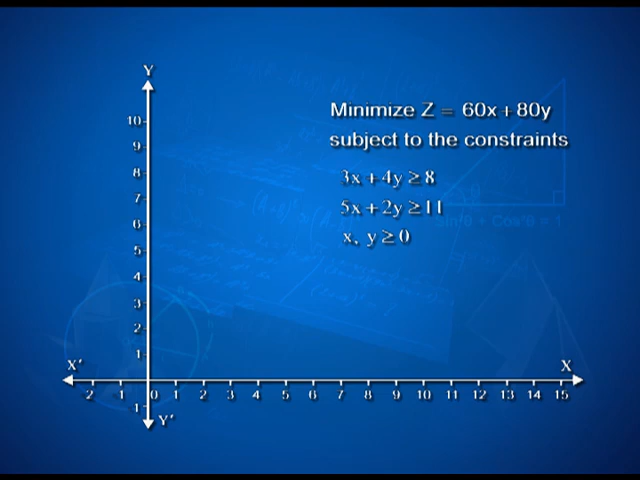 Y
Minimize Z = 60x + 80y
subject to the constraints
3x + 4y ≥ 8
5x + 2y ≥ 11
x, y ≥ 0
10
9
8
7
6
5
4
3
2
1
X′ X
2 1 0 1 2 3 4 5 6 7 8 9 10 11 12 13 14 15
-1
Y′